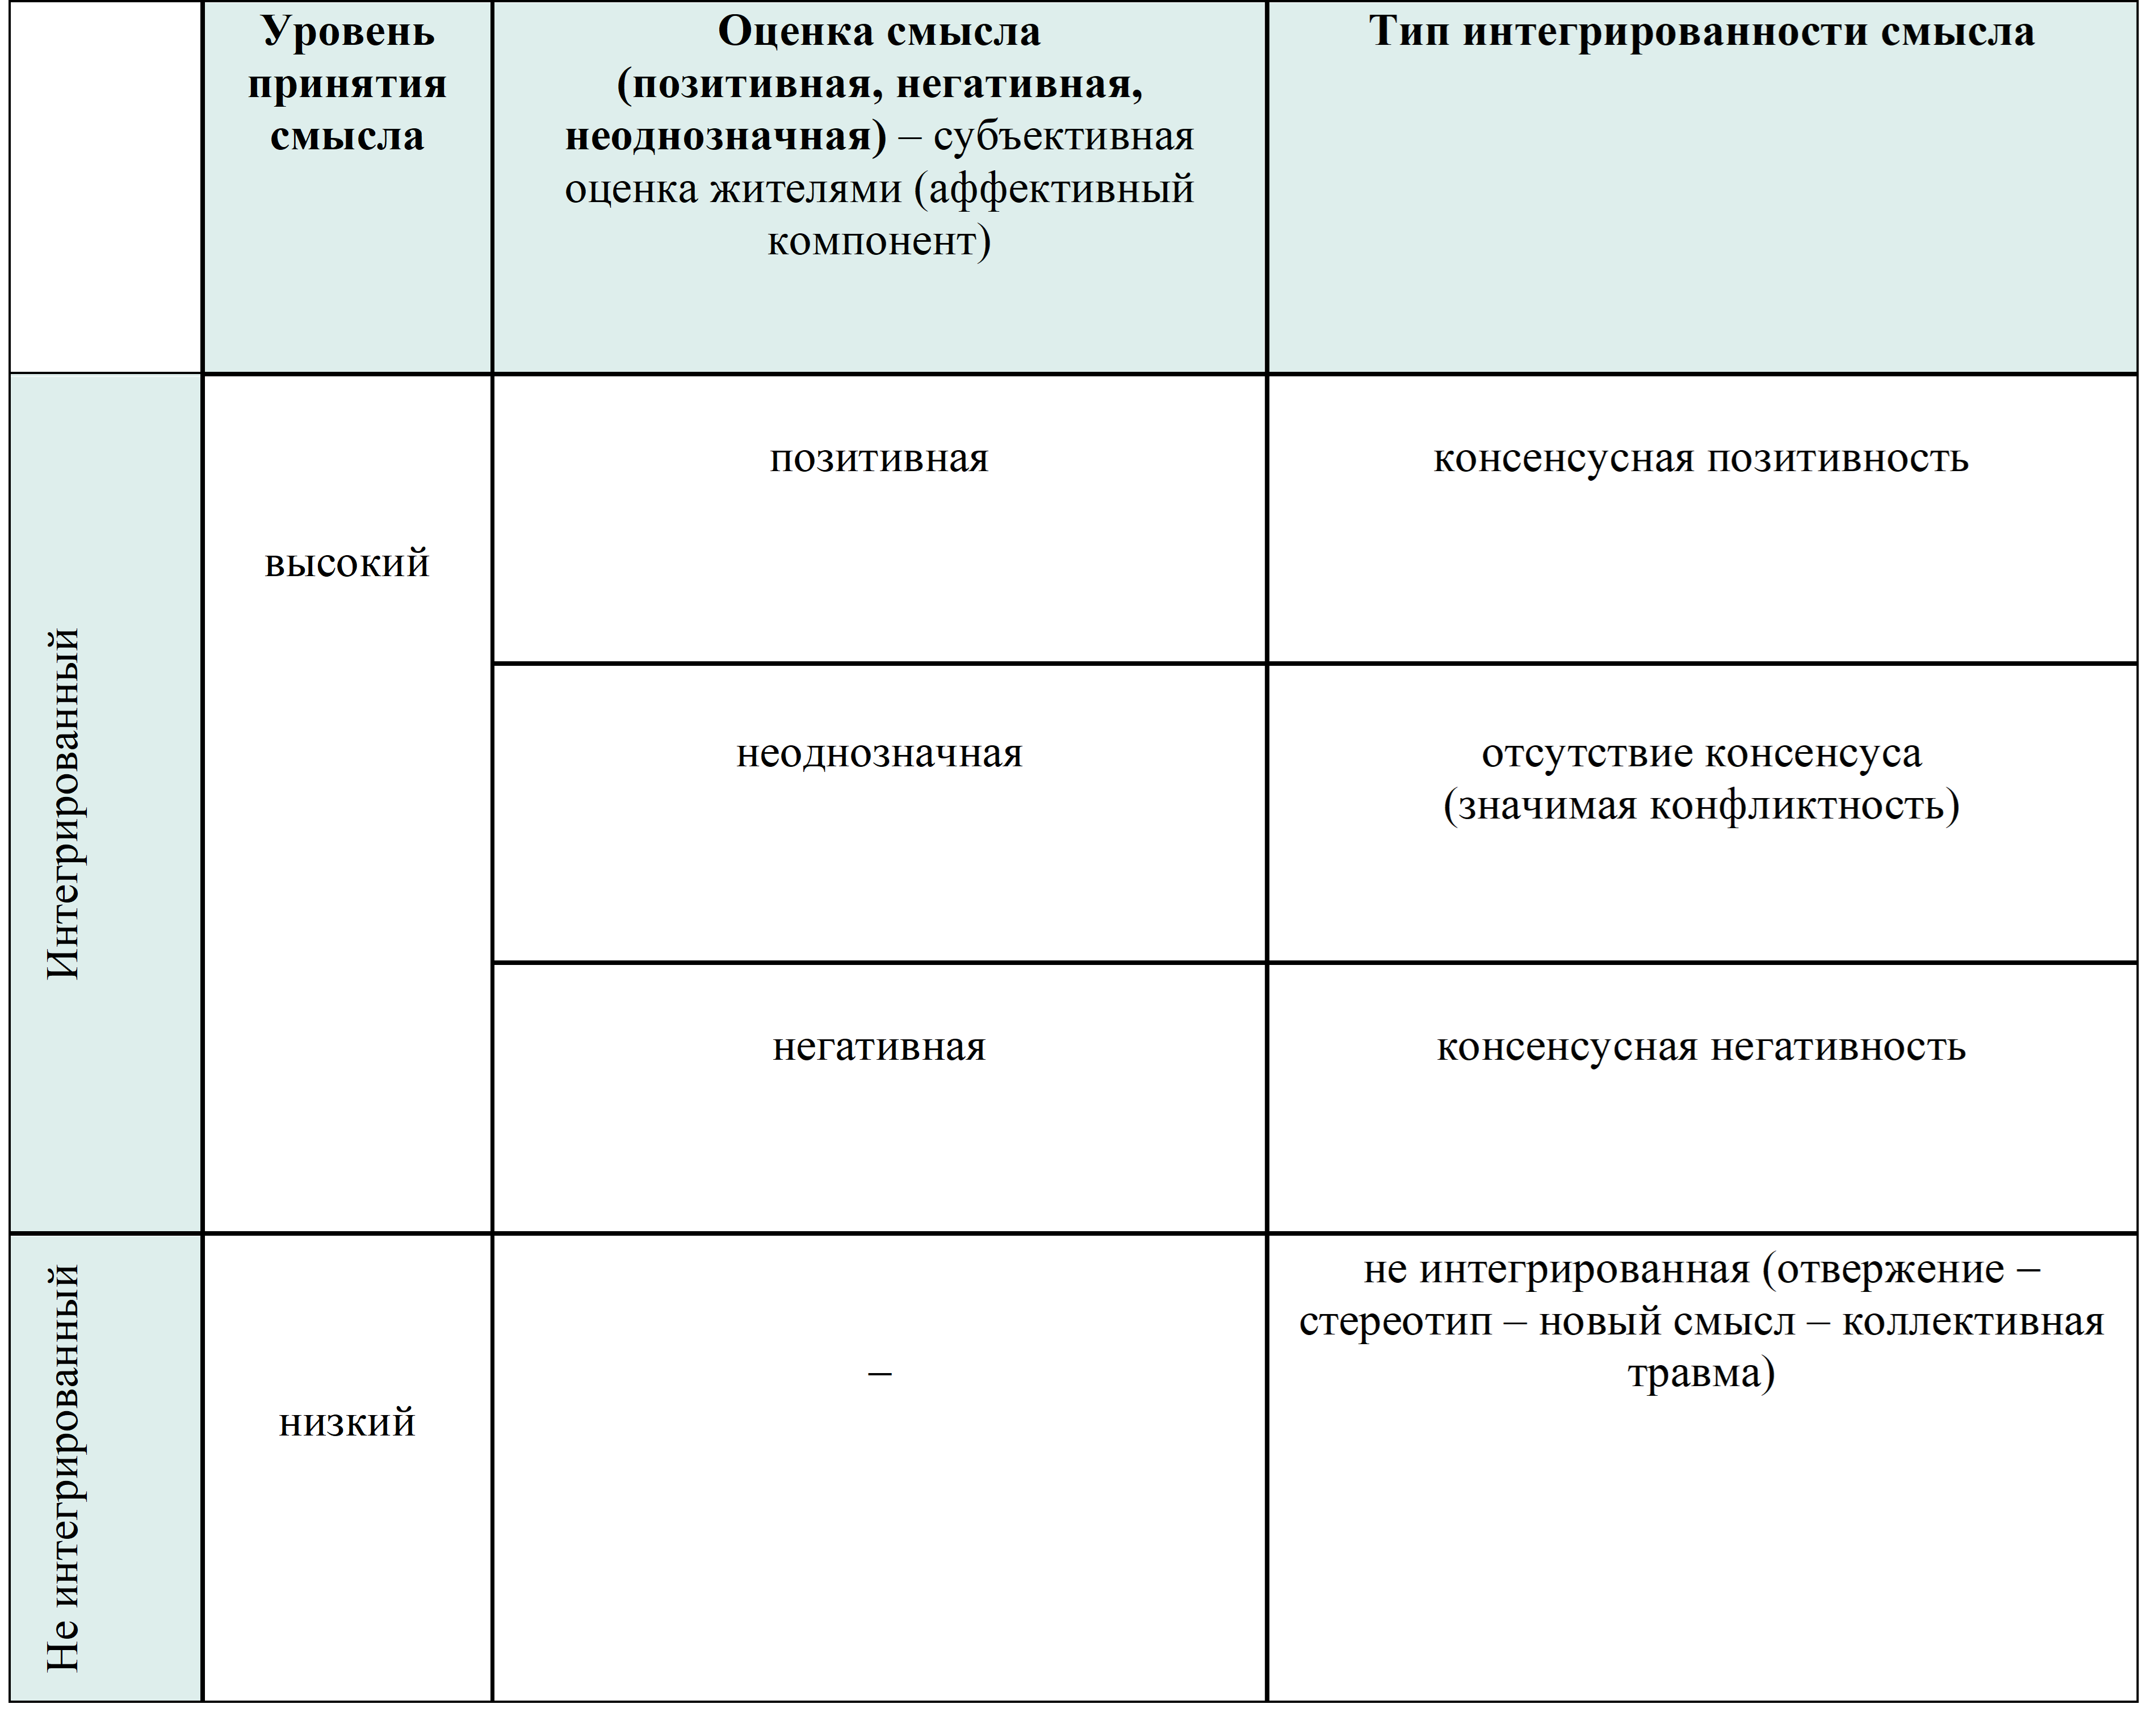 Уровень
принятия
смысла
Оценка смысла
(позитивная, негативная,
неоднозначная) – субъективная
оценка жителями (аффективный
компонент)
Тип интегрированности смысла
Интегрированный
высокий
позитивная
консенсусная позитивность
неоднозначная
отсутствие консенсуса
(значимая конфликтность)
негативная
консенсусная негативность
Не интегрированный
низкий
–
не интегрированная (отвержение –
стереотип – новый смысл – коллективная
травма)